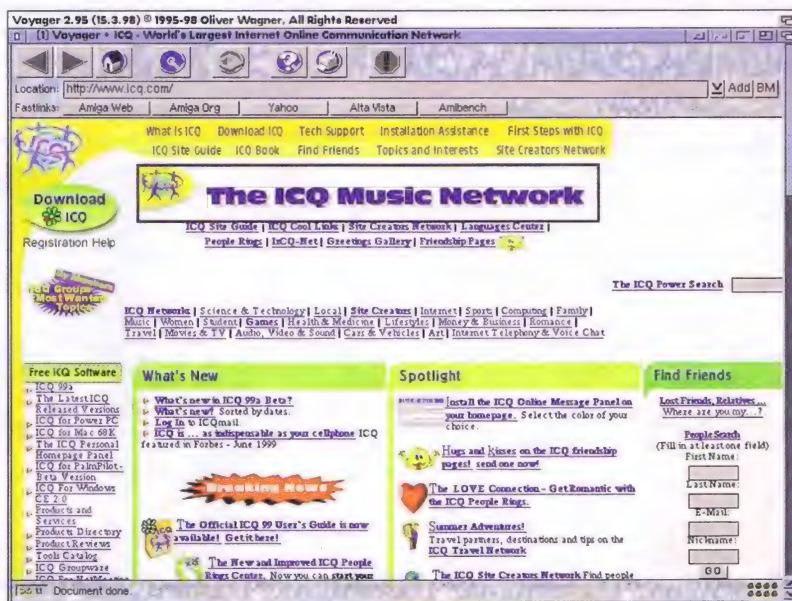 Voyager 2.95 (15.3.98) © 1995-98 Oliver Wagner, All Rights Reserved
(1) Voyager • ICQ - World's Largest Internet Online Communication Network
Location: http://www.icq.com/ Add BM
Fastlinks: Amiga Web Amiga Org Yahoo Alta Vista Amibench
What Is ICQ Download ICQ Tech Support Installation Assistance First Steps with ICQ
ICQ Site Guide ICQ Book Find Friends Topics and Interests Site Creators Network
Download
ICQ
Registration Help
The ICQ Music Network
ICQ Site Guide | ICQ Cool Links | Site Creators Network | Languages Center |
People Rings | IrCQ-Net | Greetings Gallery | Friendship Pages
ICQ Groups
Most Wanted
Topics
The ICQ Power Search
ICQ Network | Science & Technology | Local | Site Creators | Internet | Sports | Computing | Family |
Music | Women | Student | Games | Health & Medicine | Lifestyles | Money & Business | Romance |
Travel | Movies & TV | Audio, Video & Sound | Cars & Vehicles | Art | Internet Telephony & Voice Chat
Free ICQ Software
ICQ 99a
The Latest ICQ
Released Versions
ICQ for Power PC
ICQ for Mac 68K
The ICQ Personal
Homepage Panel
ICQ for PalmPilot -
Beta Version
ICQ For Windows
CE 2.0
Products and
Services
Products Directory
Product Reviews
Tools Catalog
ICQ Groupware
ICQ For NetMeeting
What's New
What's new in ICQ 99a Beta?
What's new! Sorted by dates.
Log In to ICQmail
ICQ is ... as indispensable as your cellphone ICQ
featured in Forbes - June 1999
Breaking News
The Official ICQ 99 User's Guide is now
available! Get it here!
The New and Improved ICQ People
Rings Center. Now you can start your
Spotlight
Install the ICQ Online Message Panel on
your homepage. Select the color of your
choice.
Hugs and Kisses on the ICQ friendship
pages! send one now!
The LOVE Connection - Get Romantic with
the ICQ People Rings.
Summer Adventures!
Travel partners, destinations and tips on the
ICQ Travel Network
The ICQ Site Creators Network Find people
Find Friends
Lost Friends, Relatives ...
Where are you my...?
People Search
(Fill in at least one field)
First Name:
Last Name:
E-Mail:
Nickname:
GO
Document done.